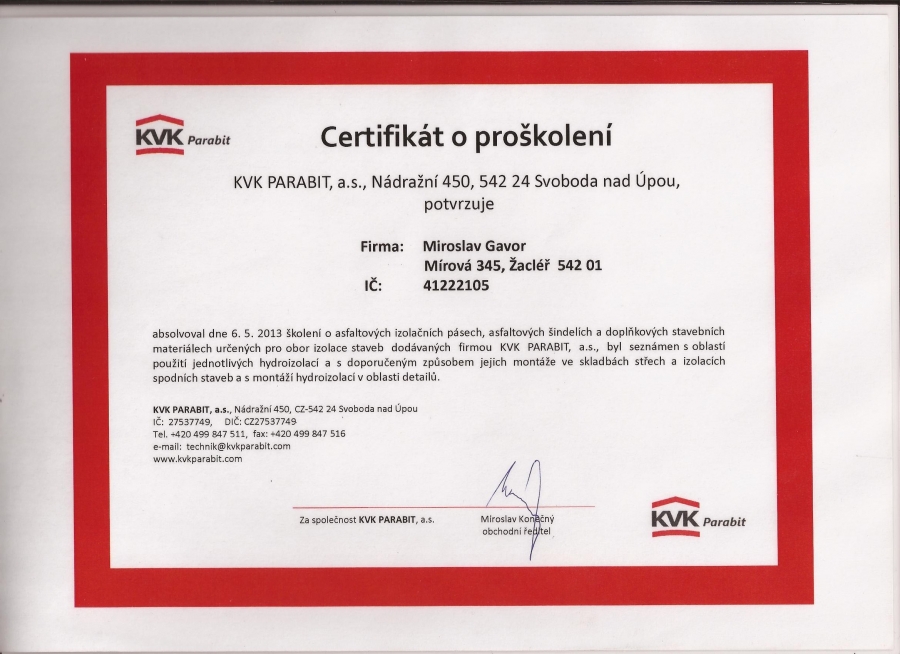 KVK Parabit
Certifikát o proškolení
KVK PARABIT, a.s., Nádražní 450, 542 24 Svoboda nad Úpou,
potvrzuje
Firma: Miroslav Gavor
Mírová 345, Žacléř 542 01
IČ: 41222105
absolvoval dne 6. 5. 2013 školení o asfaltových izolačních pásech, asfaltových šindelích a doplňkových stavebních
materiálech určených pro obor izolace staveb dodávaných firmou KVK PARABIT, a.s., byl seznámen s oblastí
použití jednotlivých hydroizolací a s doporučeným způsobem jejich montáže ve skladbách střech a izolacích
spodních staveb a s montáží hydroizolací v oblasti detailů.
KVK PARABIT, a.s., Nádražní 450, CZ-542 24 Svoboda nad Úpou
IČ: 27537749, DIČ: CZ27537749
Tel. +420 499 847 511, fax: +420 499 847 516
e-mail: technik@kvkparabit.com
www.kvkparabit.com
Za společnost KVK PARABIT, a.s.
Miroslav Konečný
obchodní ředitel
KVK Parabit